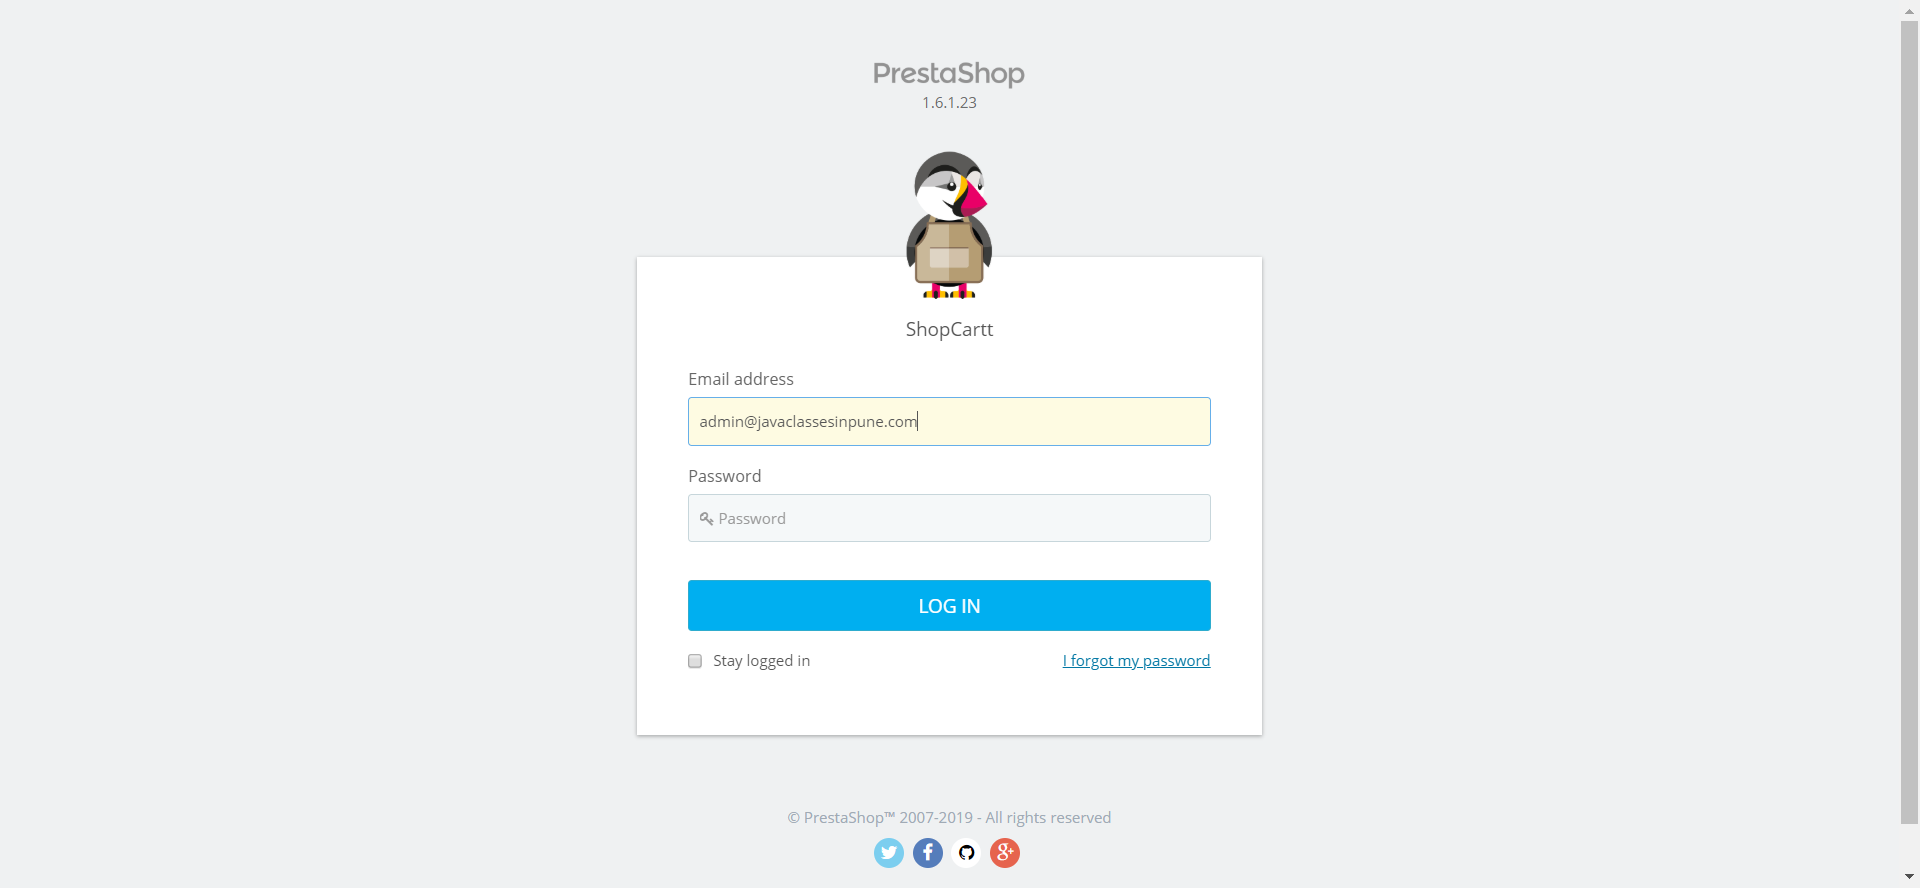 PrestaShop
1.6.1.23
ShopCartt
Email address
admin@javaclassesinpune.com
Password
Password
LOG IN
Stay logged in
I forgot my password
© PrestaShop™ 2007-2019 - All rights reserved